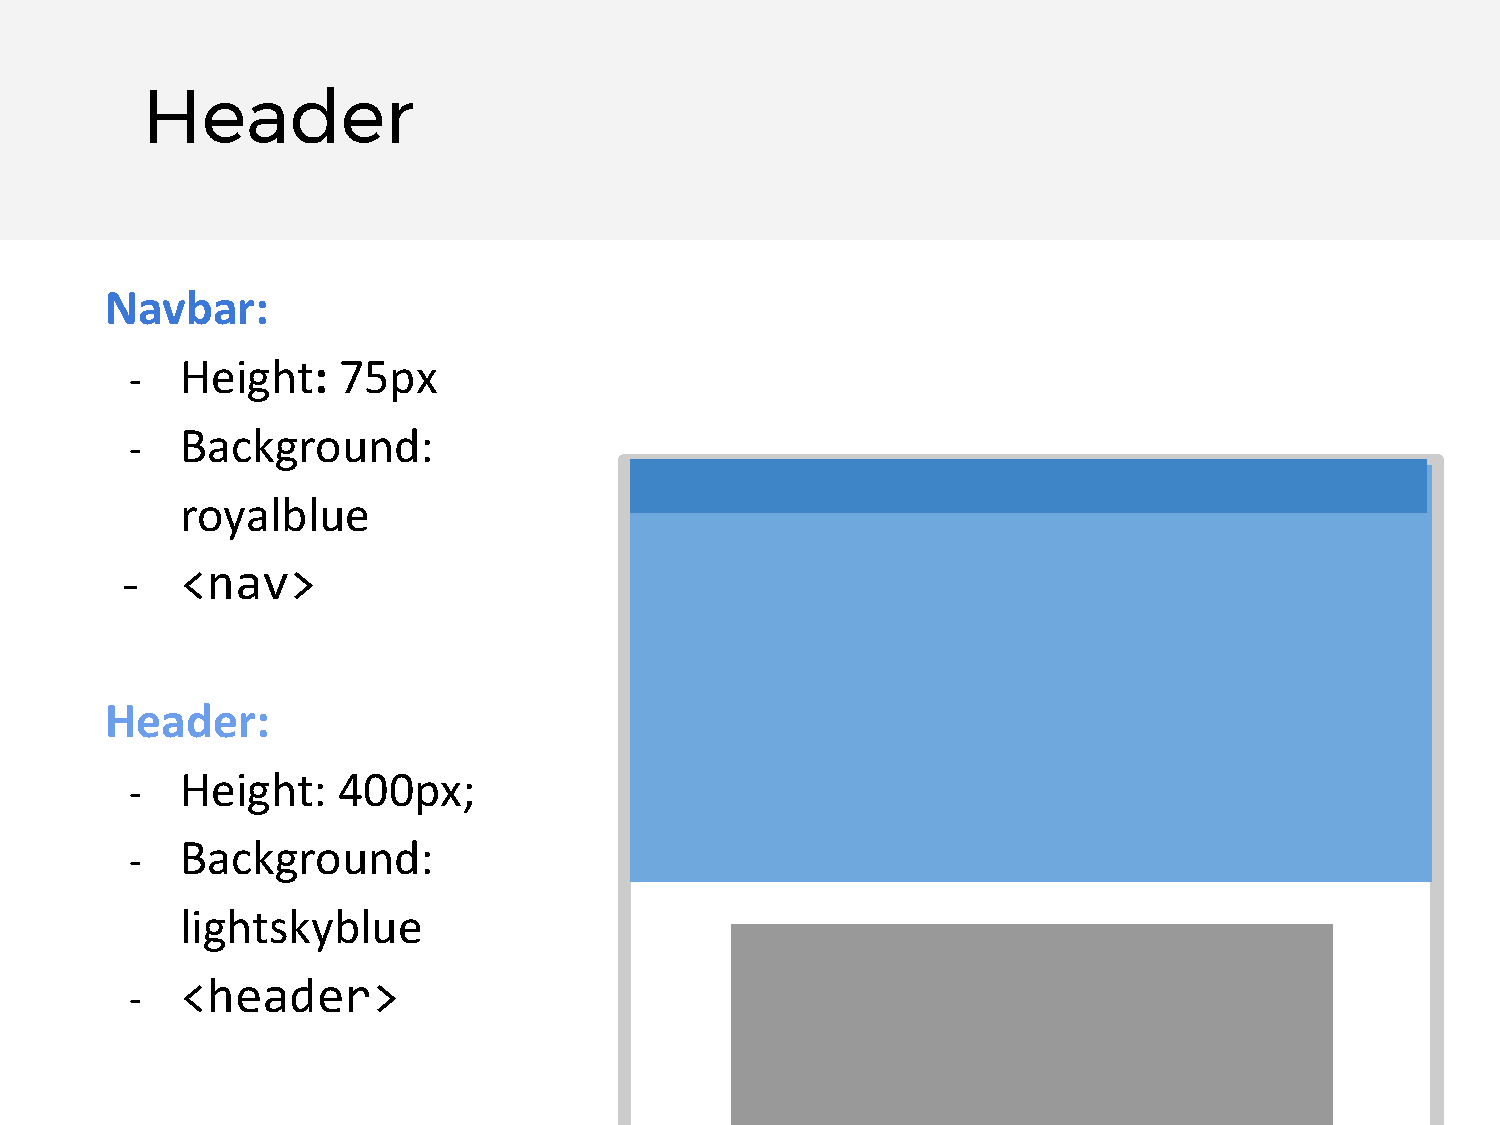 Header
Navbar:
- Height: 75px
- Background:
royalblue
- <nav>
Header:
- Height: 400px;
- Background:
lightskyblue
- <header>